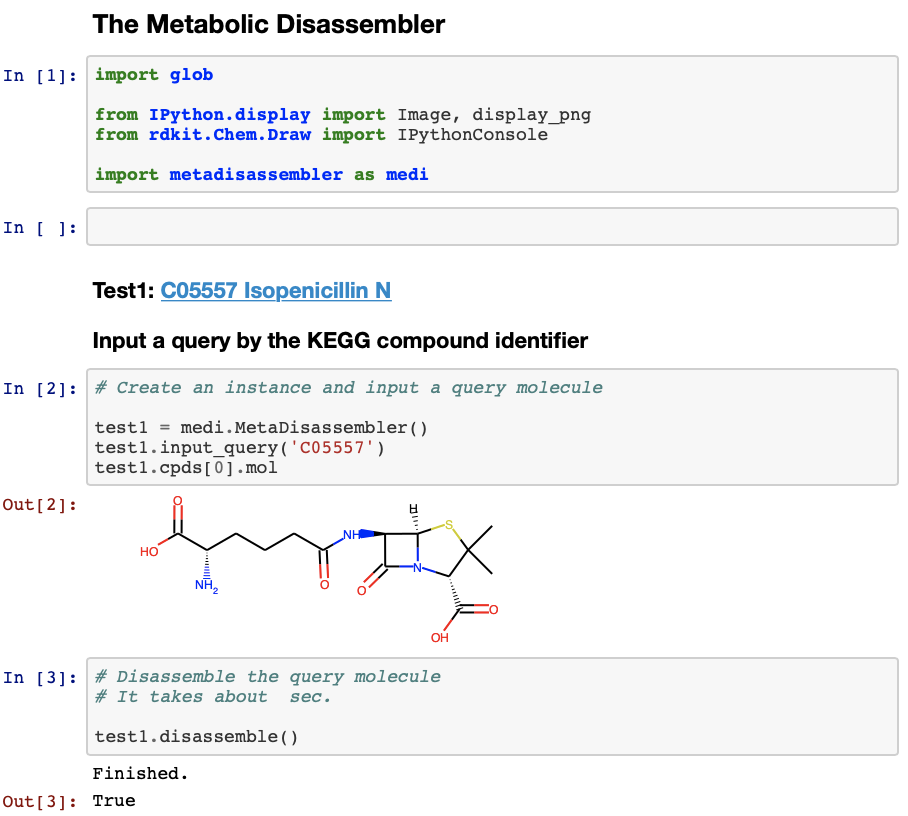 The Metabolic Disassembler
In [1]:
import glob
from IPython.display import Image, display_png
from rdkit.Chem.Draw import IPythonConsole
import metadisassembler as medi
In [ ]:
Test1: C05557 Isopenicillin N
Input a query by the KEGG compound identifier
In [2]:
# Create an instance and input a query molecule
test1 = medi.MetaDisassembler()
test1.input_query('C05557')
test1.cpds[0].mol
Out[2]:
O
HO
NH2
O
NH
H
S
N
O
O
OH
In [3]:
# Disassemble the query molecule
# It takes about  sec.
test1.disassemble()
Finished.
Out[3]: True